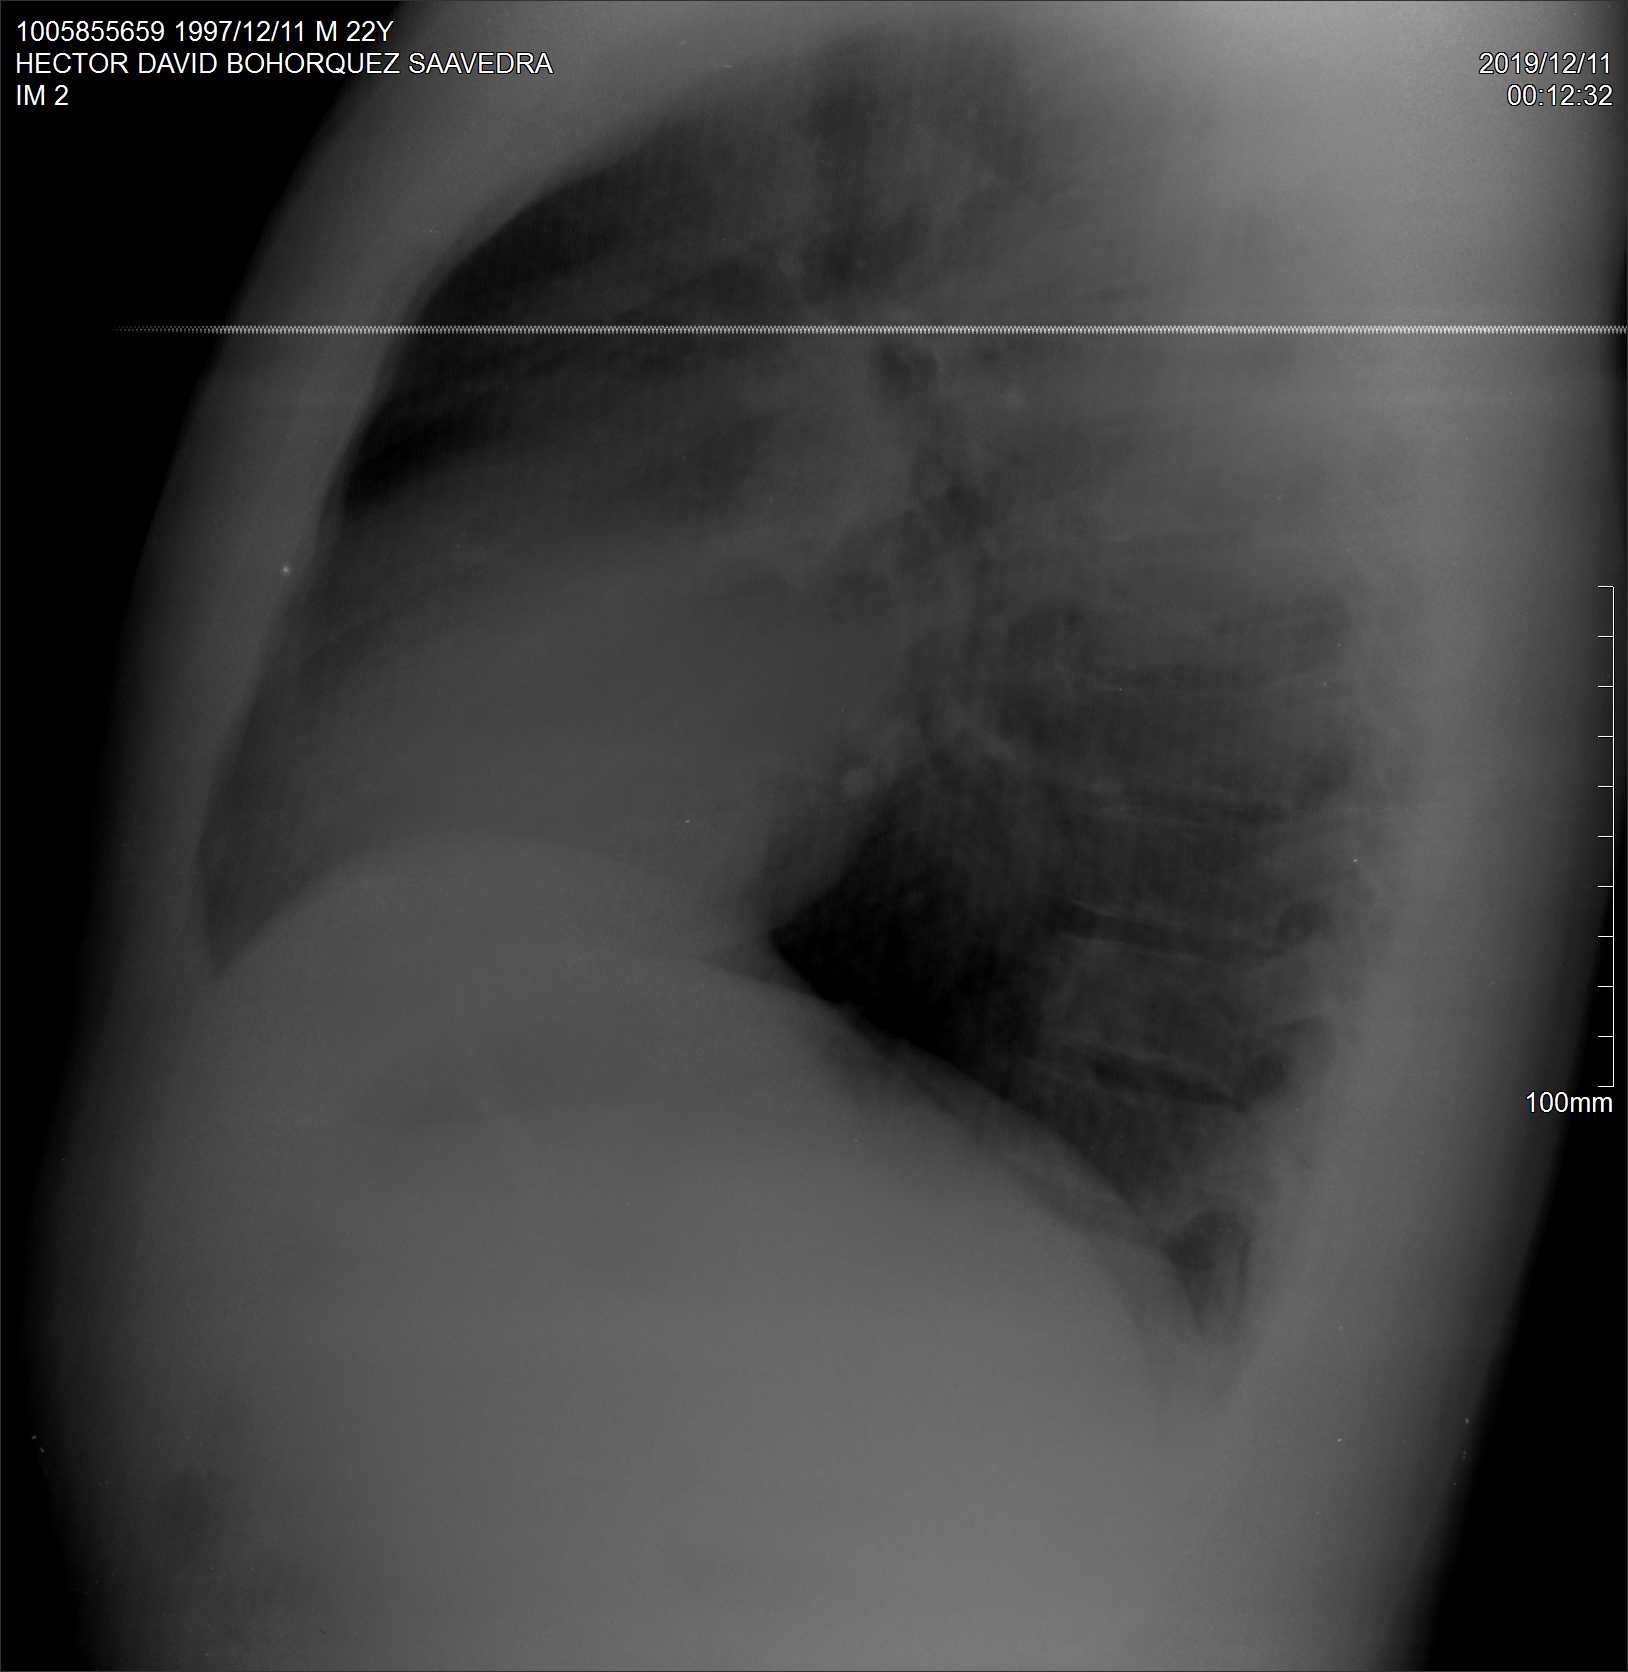 1005855659 1997/12/11 M 22Y
HECTOR DAVID BOHORQUEZ SAAVEDRA
IM 2
2019/12/11
00:12:32
100mm